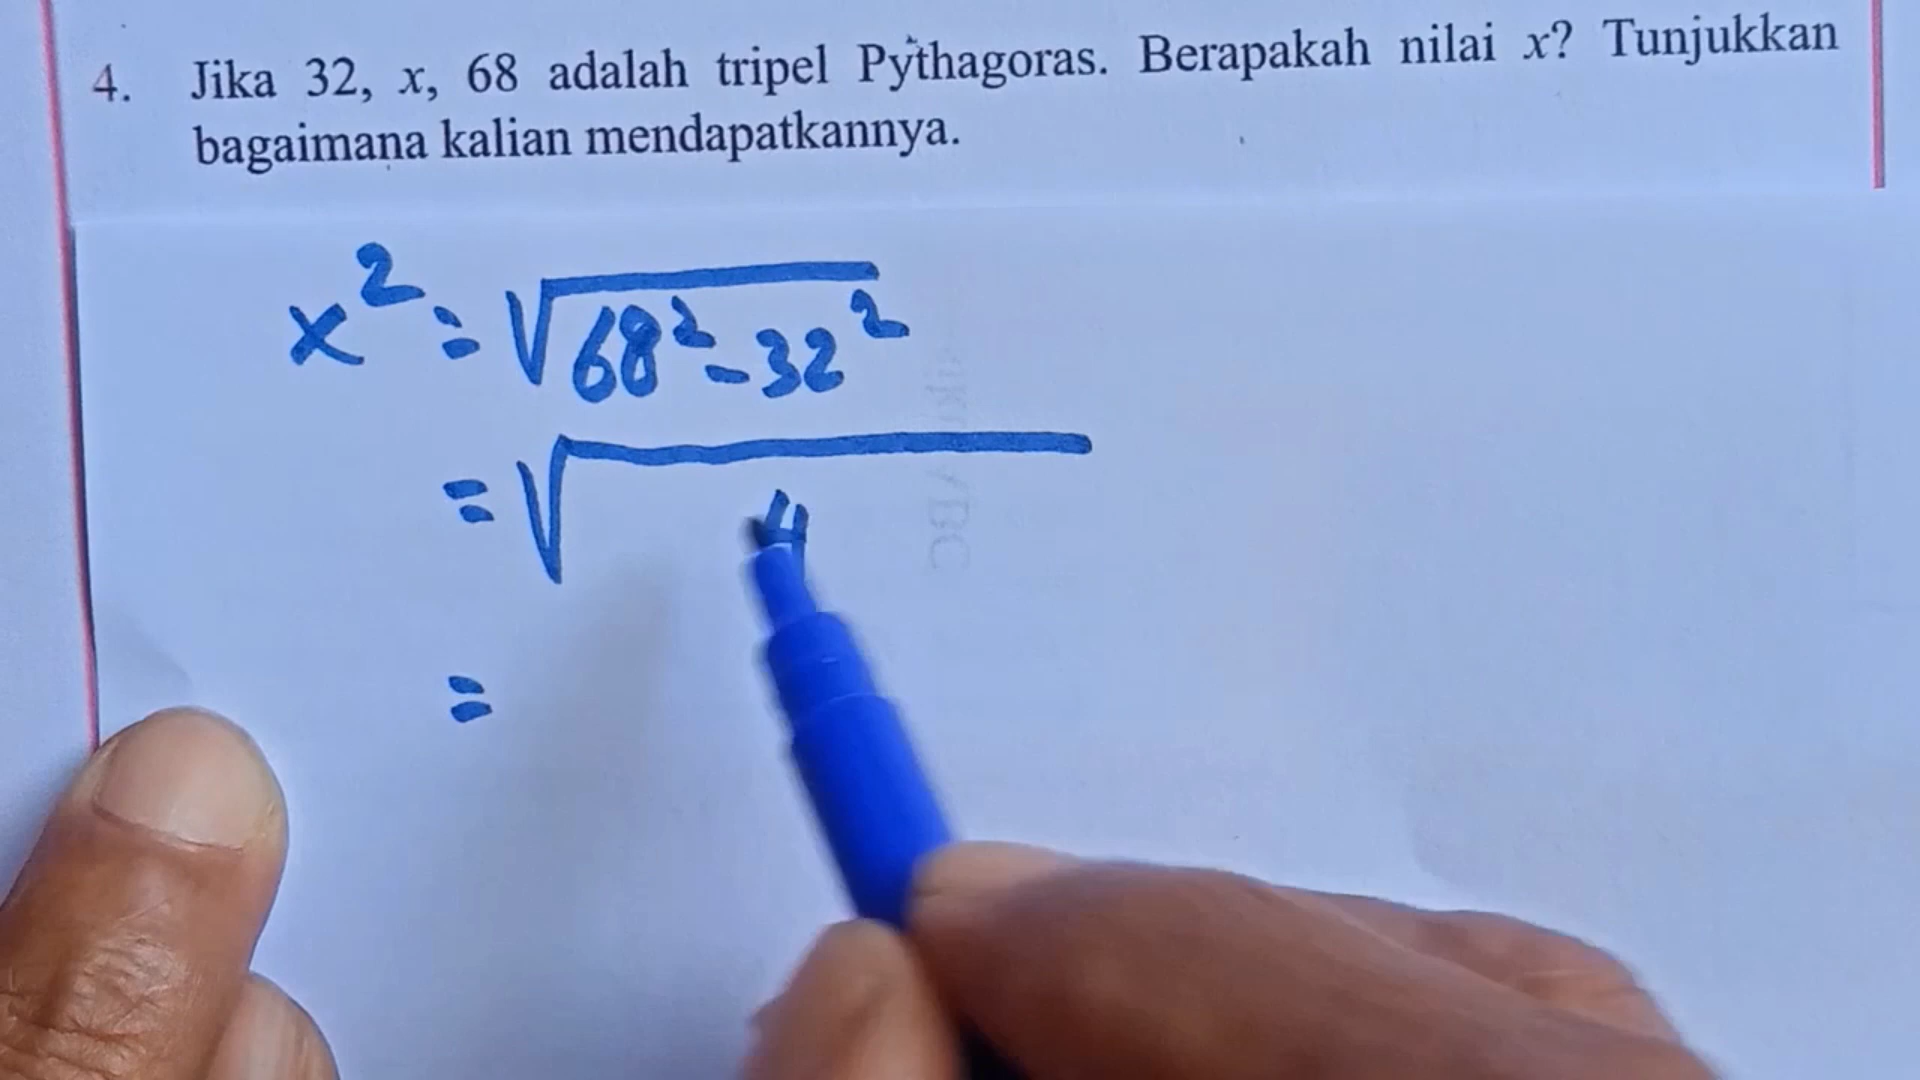 4. Jika 32, x, 68 adalah tripel Pythagoras. Berapakah nilai x? Tunjukkan
bagaimana kalian mendapatkannya.
x² = √68² - 32²
= √ 4
=